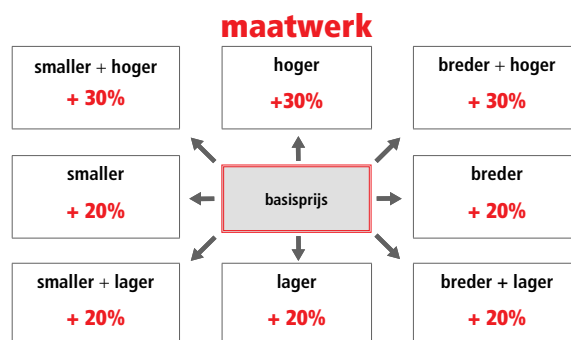 maatwerk
smaller + hoger
+ 30%
hoger
+30%
breder + hoger
+ 30%
smaller
+ 20%
basisprijs
breder
+ 20%
smaller + lager
+ 20%
lager
+ 20%
breder + lager
+ 20%